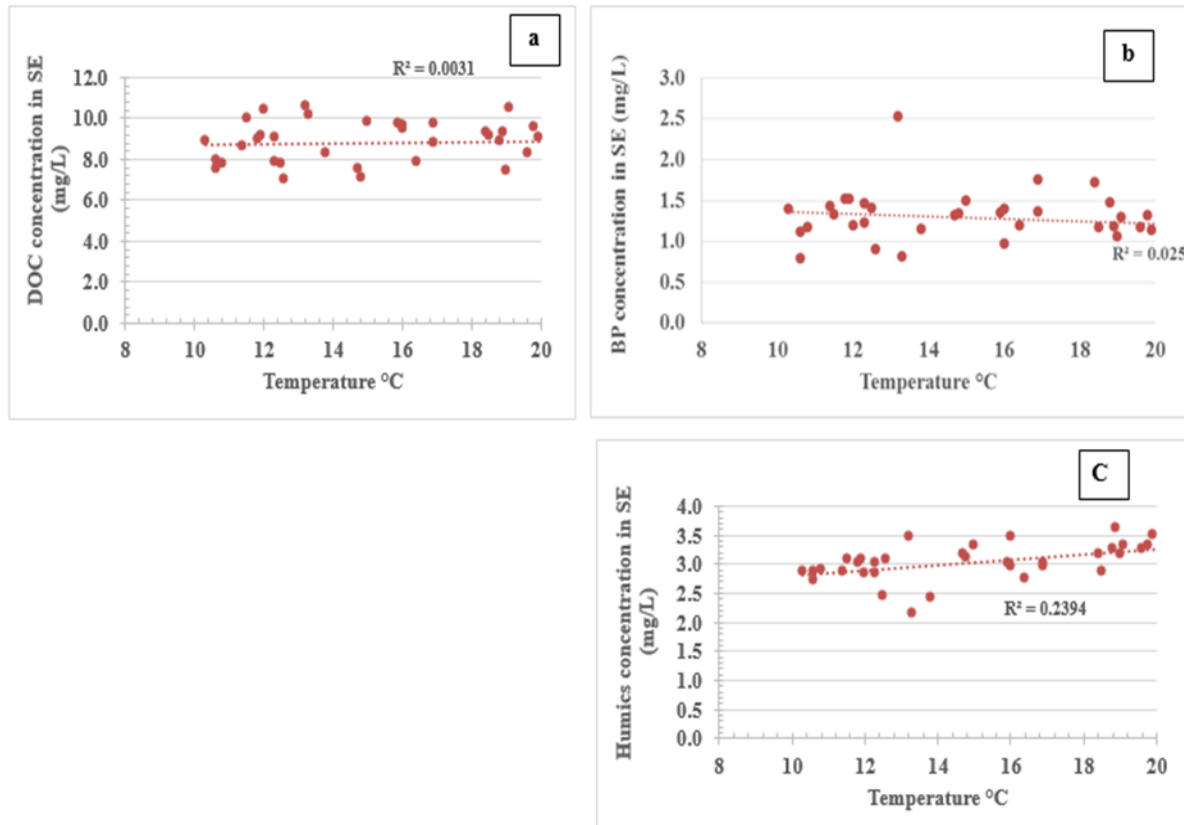 a
R² = 0.0031
DOC concentration in SE
(mg/L)
12.0
10.0
8.0
6.0
4.0
2.0
0.0
8 10 12 14 16 18 20
Temperature °C
b
BP concentration in SE (mg/L)
3.0
2.5
2.0
1.5
1.0
0.5
0.0
R² = 0.025
8 10 12 14 16 18 20
Temperature °C
C
Humics concentration in SE
(mg/L)
4.0
3.5
3.0
2.5
2.0
1.5
1.0
0.5
0.0
R² = 0.2394
8 10 12 14 16 18 20
Temperature °C